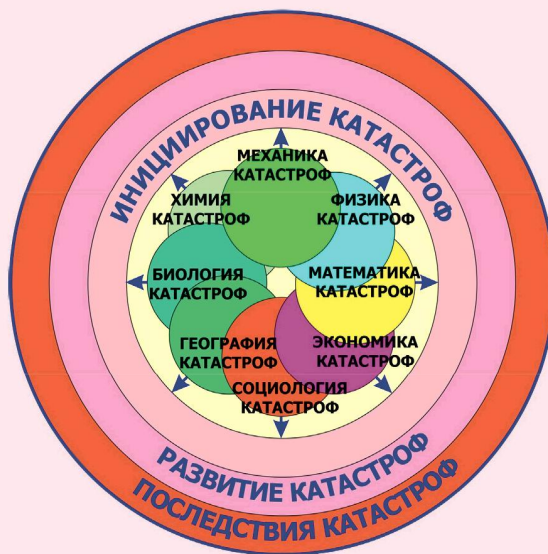 ИНИЦИИРОВАНИЕ КАТАСТРОФ
МЕХАНИКА
КАТАСТРОФ
ХИМИЯ
КАТАСТРОФ
ФИЗИКА
КАТАСТРОФ
БИОЛОГИЯ
КАТАСТРОФ
МАТЕМАТИКА
КАТАСТРОФ
ГЕОГРАФИЯ
КАТАСТРОФ
ЭКОНОМИКА
КАТАСТРОФ
СОЦИОЛОГИЯ
КАТАСТРОФ
РАЗВИТИЕ КАТАСТРОФ
ПОСЛЕДСТВИЯ КАТАСТРОФ